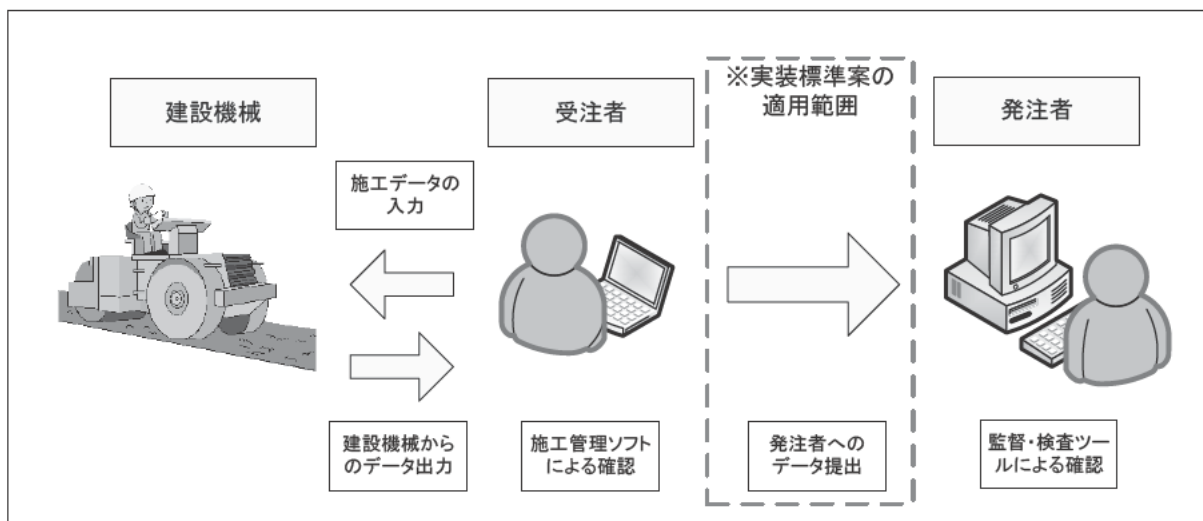 建設機械
受注者
※実装標準案の
適用範囲
発注者
施工データの
入力
建設機械から
のデータ出力
施工管理ソフト
による確認
発注者への
データ提出
監督・検査ツー
ルによる確認